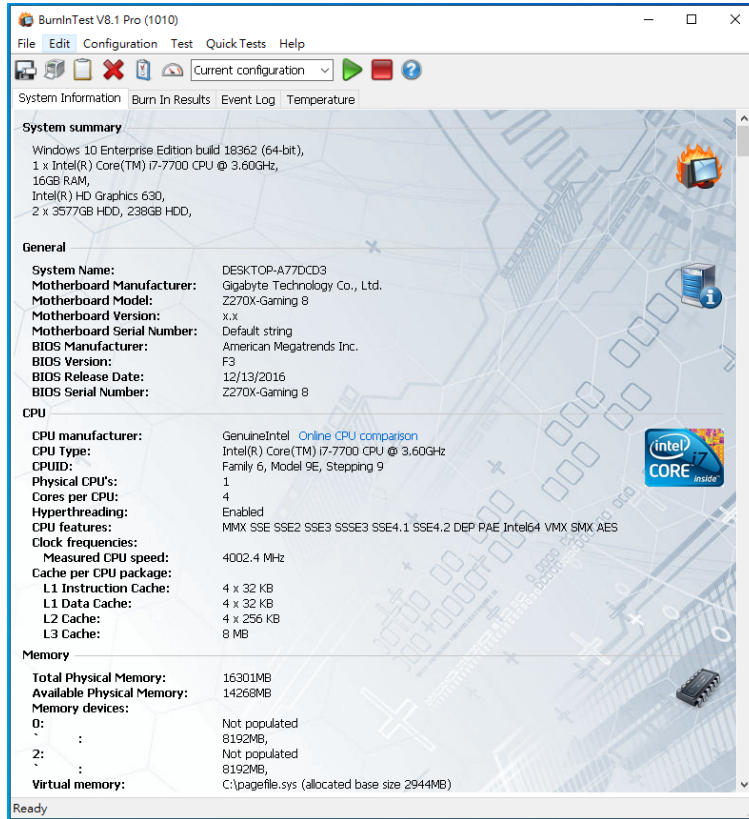 BurnInTest V8.1 Pro (1010)
File Edit Configuration Test Quick Tests Help
Current configuration
System Information Burn In Results Event Log Temperature
System summary
Windows 10 Enterprise Edition build 18362 (64-bit),
1 x Intel(R) Core(TM) i7-7700 CPU @ 3.60GHz,
16GB RAM,
Intel(R) HD Graphics 630,
2 x 3577GB HDD, 238GB HDD,
General
System Name: DESKTOP-A77DCD3
Motherboard Manufacturer: Gigabyte Technology Co., Ltd.
Motherboard Model: Z270X-Gaming 8
Motherboard Version: x.x
Motherboard Serial Number: Default string
BIOS Manufacturer: American Megatrends Inc.
BIOS Version: F3
BIOS Release Date: 12/13/2016
BIOS Serial Number: Z270X-Gaming 8
CPU
CPU manufacturer: GenuineIntel Online CPU comparison
CPU Type: Intel(R) Core(TM) i7-7700 CPU @ 3.60GHz
CPUID: Family 6, Model 9E, Stepping 9
Physical CPU's: 1
Cores per CPU: 4
Hyperthreading: Enabled
CPU features: MMX SSE SSE2 SSE3 SSSE3 SSE4.1 SSE4.2 DEP PAE Intel64 VMX SMX AES
Clock frequencies:
Measured CPU speed: 4002.4 MHz
Cache per CPU package:
L1 Instruction Cache: 4 x 32 KB
L1 Data Cache: 4 x 32 KB
L2 Cache: 4 x 256 KB
L3 Cache: 8 MB
(intel)
CORE i7
inside™
Memory
Total Physical Memory: 16301MB
Available Physical Memory: 14268MB
Memory devices:
0: Not populated
` : 8192MB,
2: Not populated
` : 8192MB,
Virtual memory: C:\pagefile.sys (allocated base size 2944MB)
Ready